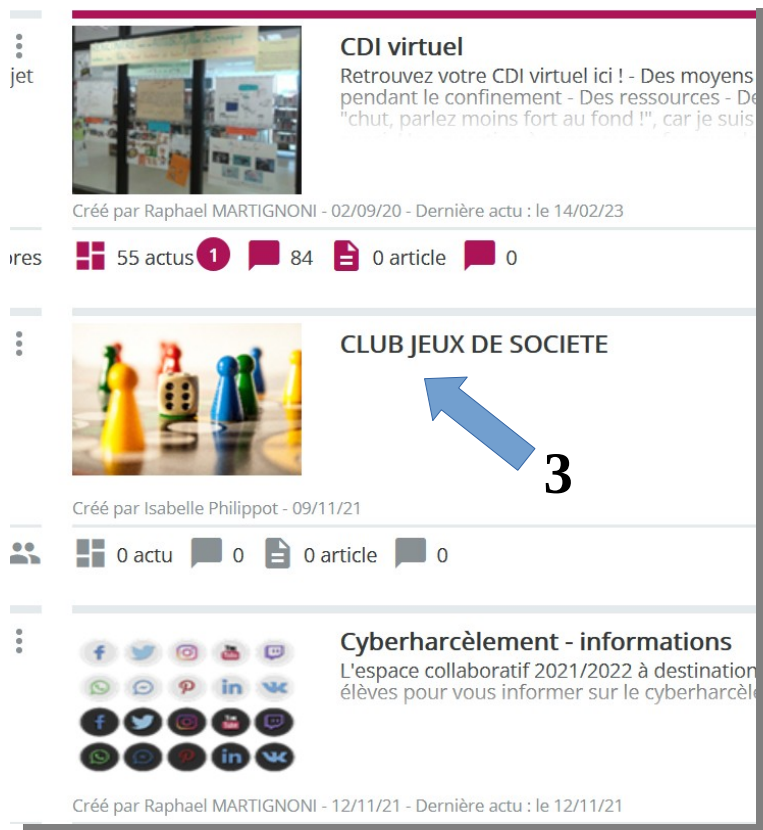 CDI virtuel
jet
Retrouvez votre CDI virtuel ici ! - Des moyens
pendant le confinement - Des ressources - De
"chut, parlez moins fort au fond !", car je suis
Créé par Raphael MARTIGNONI - 02/09/20 - Dernière actu : le 14/02/23
ores
55 actus 1 84 0 article 0
CLUB JEUX DE SOCIETE
3
Créé par Isabelle Philippot - 09/11/21
0 actu 0 0 article 0
Cyberharcèlement - informations
L'espace collaboratif 2021/2022 à destination
élèves pour vous informer sur le cyberharcèle
Créé par Raphael MARTIGNONI - 12/11/21 - Dernière actu : le 12/11/21